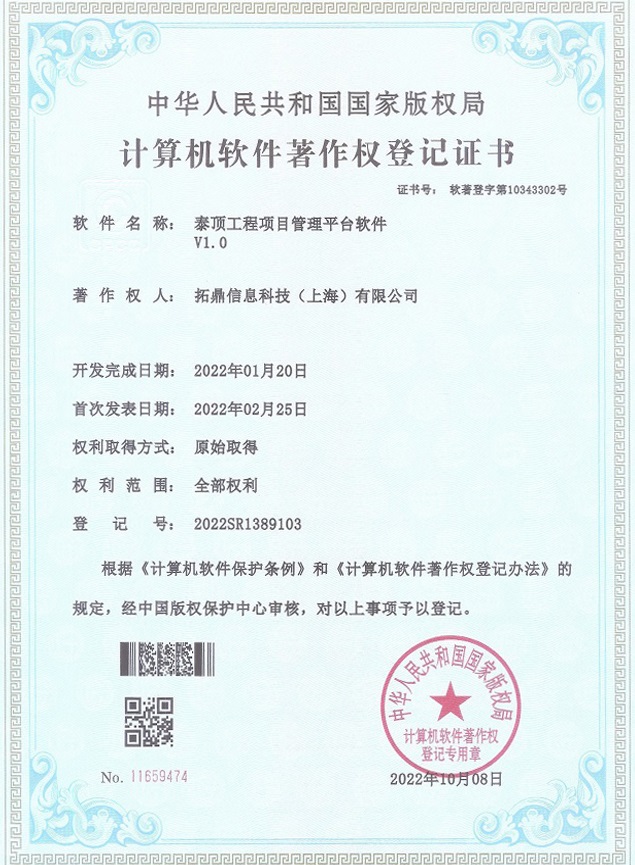 中华人民共和国国家版权局
计算机软件著作权登记证书
证书号： 软著登字第10343302号
软件名称： 泰顶工程项目管理平台软件
V1.0
著作权人： 拓鼎信息科技（上海）有限公司
开发完成日期： 2022年01月20日
首次发表日期： 2022年02月25日
权利取得方式： 原始取得
权利范围： 全部权利
登记号： 2022SR1389103
根据《计算机软件保护条例》和《计算机软件著作权登记办法》的
规定，经中国版权保护中心审核，对以上事项予以登记。
中华人民共和国国家版权局
计算机软件著作权
登记专用章
No. 11659474
2022年10月08日